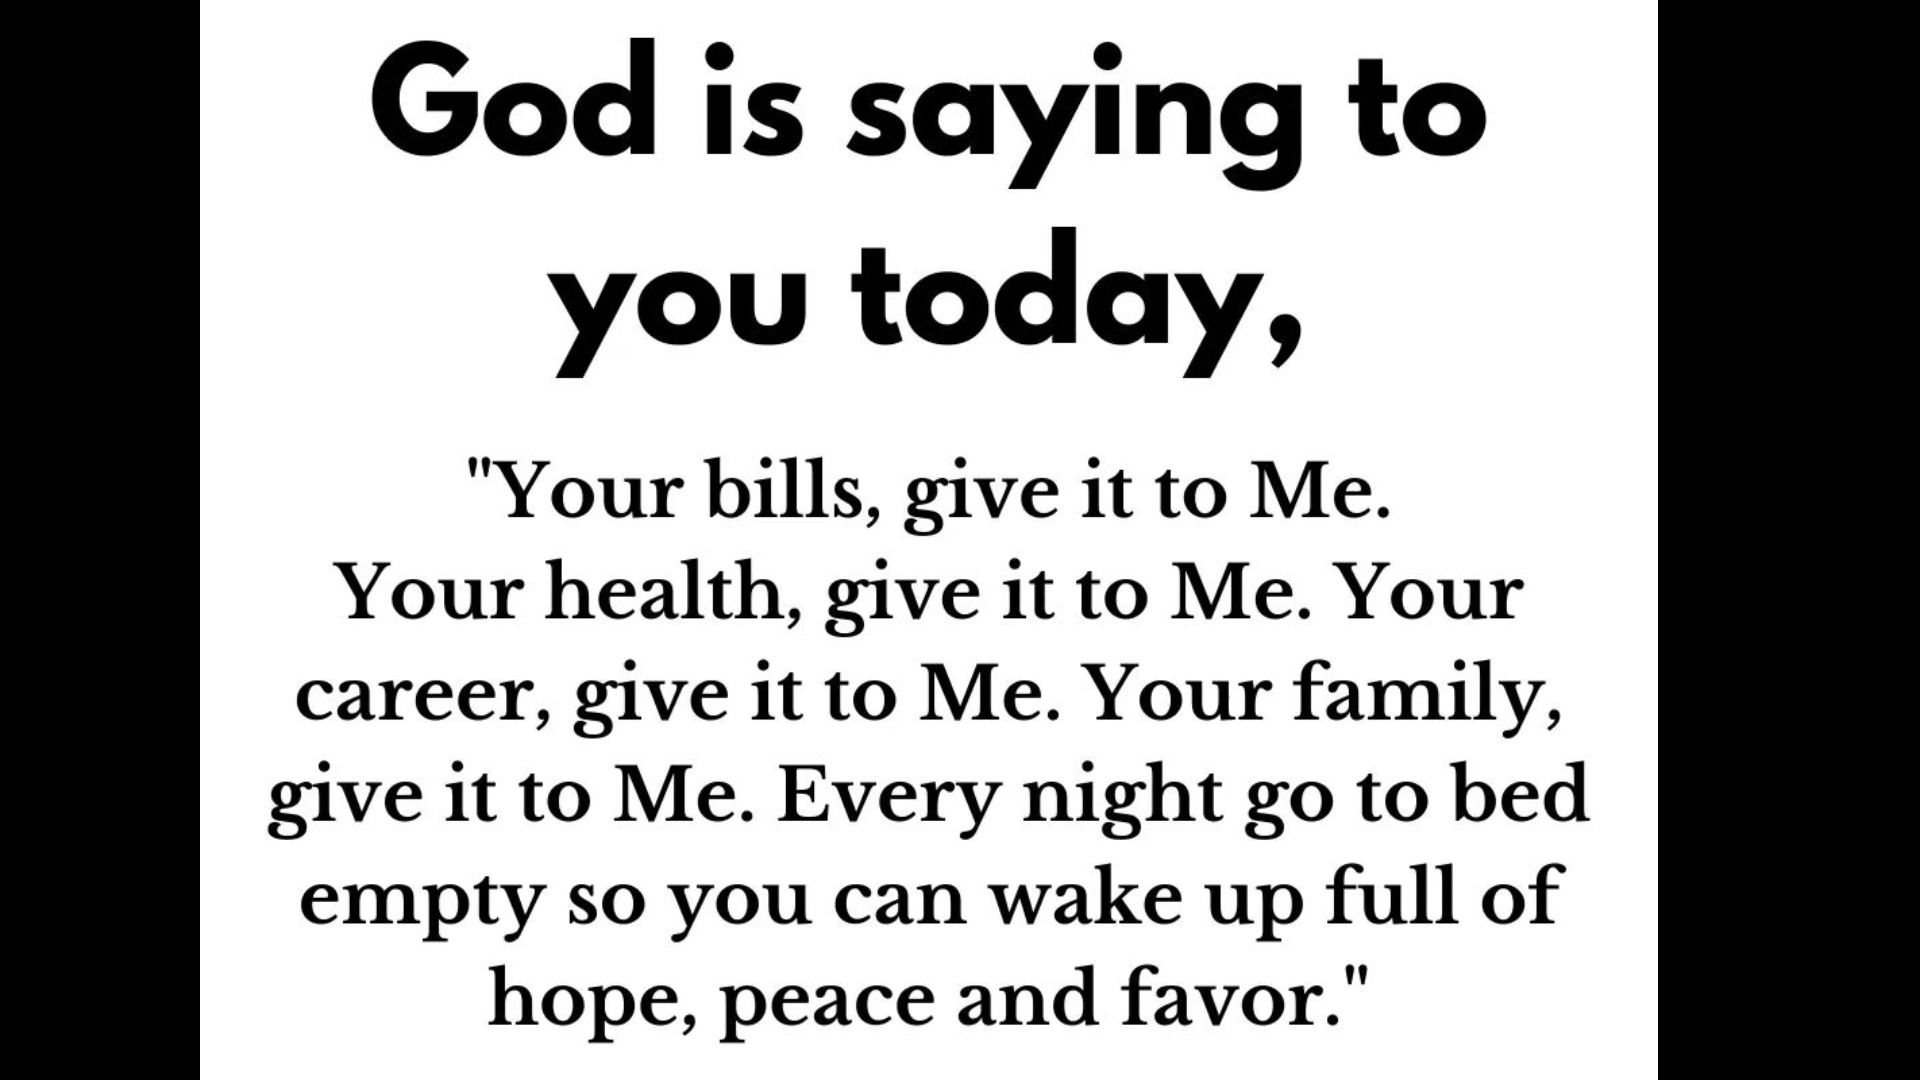 God is saying to
you today,
"Your bills, give it to Me.
Your health, give it to Me. Your
career, give it to Me. Your family,
give it to Me. Every night go to bed
empty so you can wake up full of
hope, peace and favor."